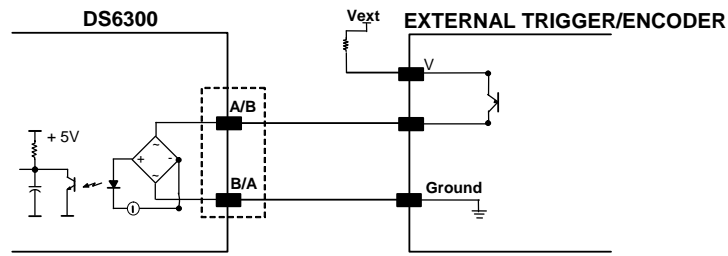 DS6300
Vext
EXTERNAL TRIGGER/ENCODER
V
A/B
+ 5V
+ ~ -
~
I
B/A
Ground